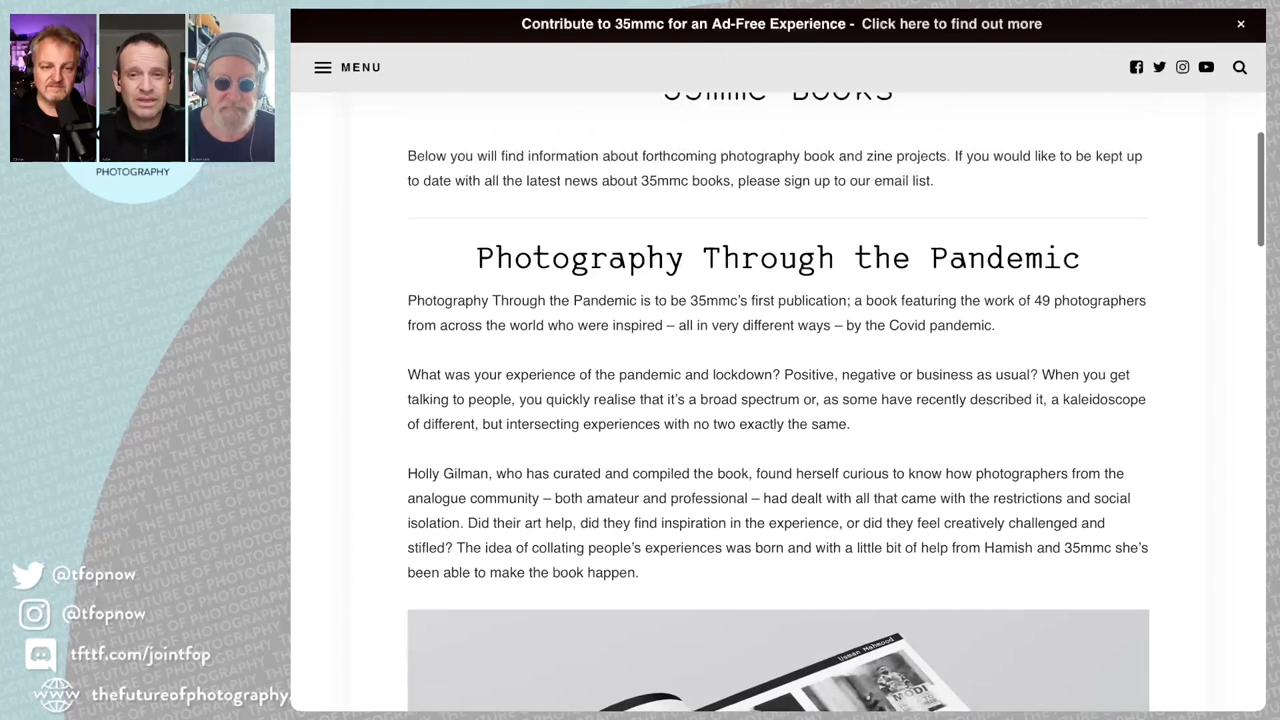 Contribute to 35mmc for an Ad-Free Experience - Click here to find out more
×
MENU
35mmc BOOKS
Below you will find information about forthcoming photography book and zine projects. If you would like to be kept up
to date with all the latest news about 35mmc books, please sign up to our email list.
Photography Through the Pandemic
Photography Through the Pandemic is to be 35mmc's first publication; a book featuring the work of 49 photographers
from across the world who were inspired – all in very different ways – by the Covid pandemic.
What was your experience of the pandemic and lockdown? Positive, negative or business as usual? When you get
talking to people, you quickly realise that it's a broad spectrum or, as some have recently described it, a kaleidoscope
of different, but intersecting experiences with no two exactly the same.
Holly Gilman, who has curated and compiled the book, found herself curious to know how photographers from the
analogue community – both amateur and professional – had dealt with all that came with the restrictions and social
isolation. Did their art help, did they find inspiration in the experience, or did they feel creatively challenged and
stifled? The idea of collating people's experiences was born and with a little bit of help from Hamish and 35mmc she's
been able to make the book happen.
Usman Mahmood
PHOTOGRAPHY
@tfopnow
@tfopnow
tfttf.com/jointfop
www thefutureofphotography.